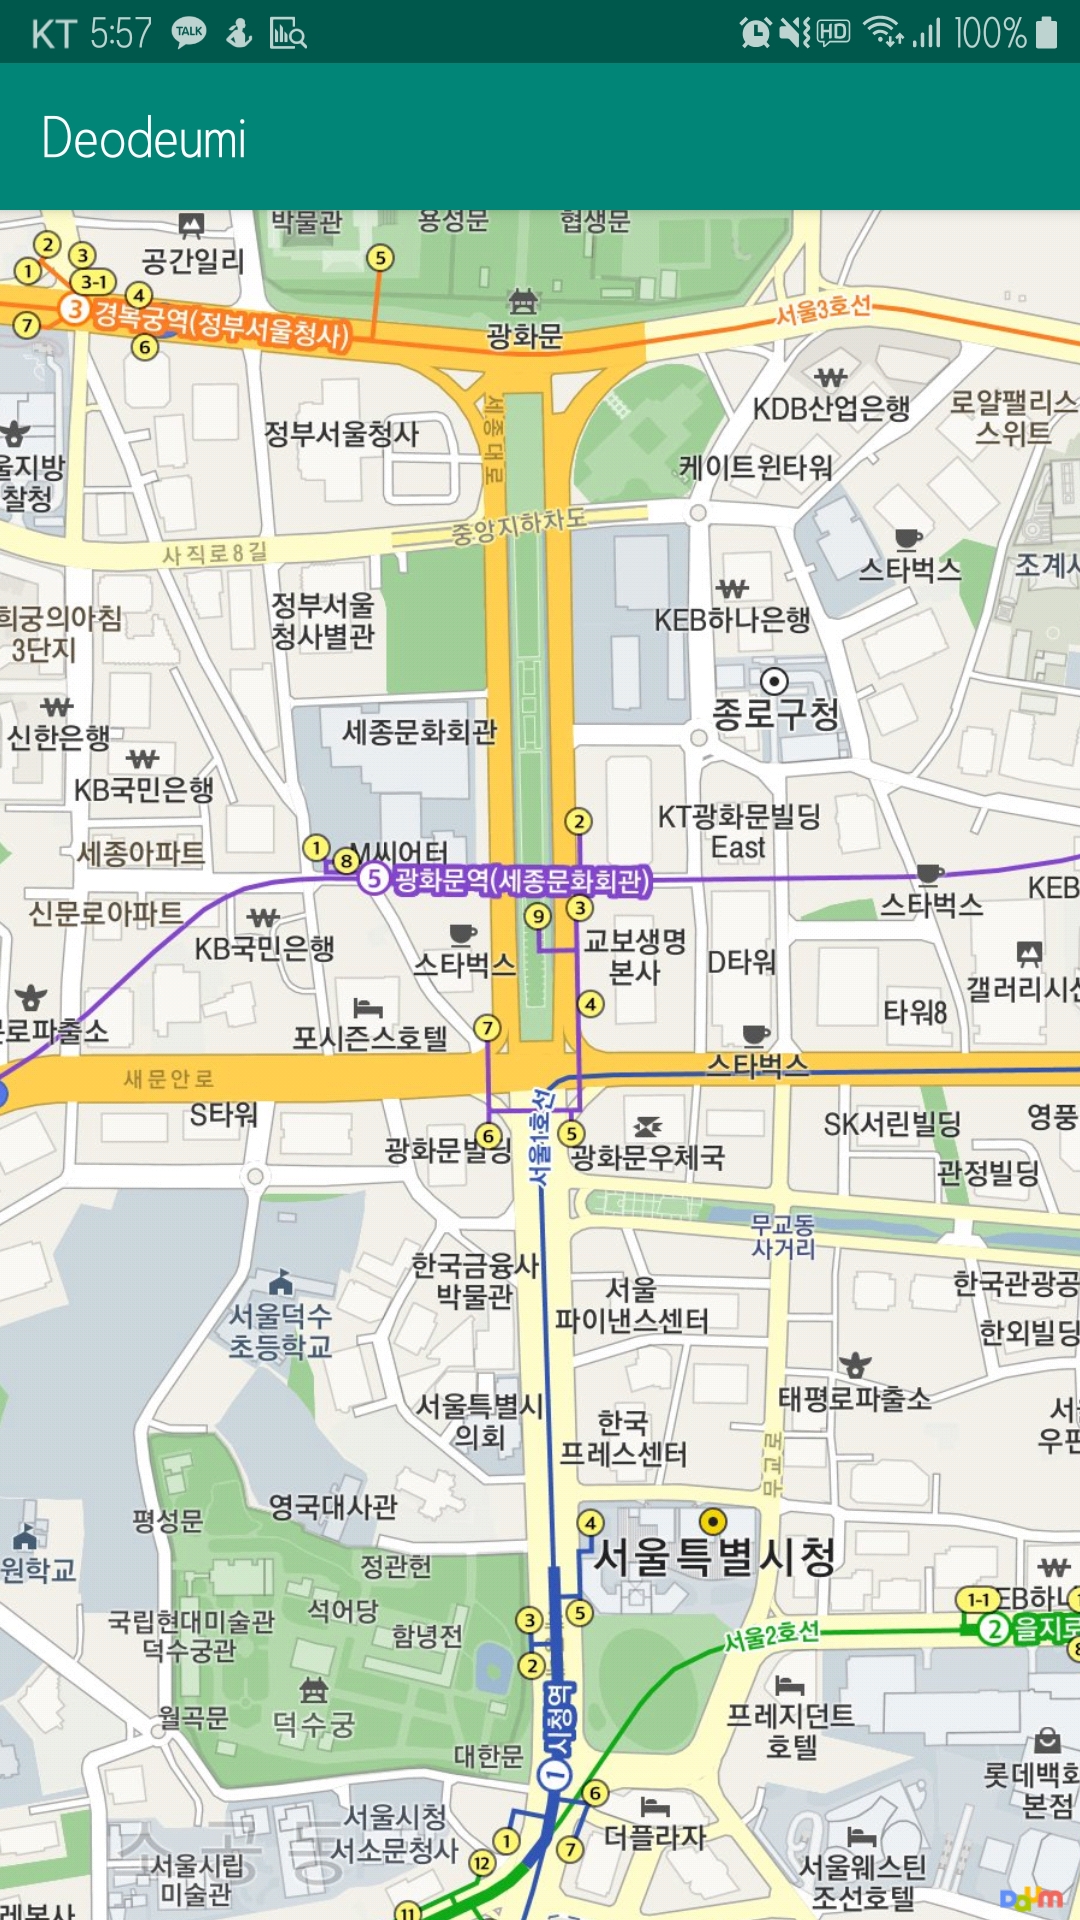 KT 5:57 TALK HD 100%
Deodeumi
박물관
용성문
협생문
공간일리
2
3
1
3-1
4
5
7
6
3 경복궁역(정부서울청사)
광화문
서울3호선
KDB산업은행
로얄팰리스
스위트
세종대로
정부서울청사
케이트윈타워
울지방
찰청
중앙지하차도
사직로8길
스타벅스
조계사
정부서울
청사별관
KEB하나은행
희궁의아침
3단지
종로구청
신한은행
세종문화회관
KB국민은행
KT광화문빌딩
East
2
1
8
M씨어터
세종아파트
5 광화문역(세종문화회관)
스타벅스
KEB
신문로아파트
9
3
KB국민은행
스타벅스
교보생명
본사
D타워
갤러리시선
4
타워8
로파출소
포시즌스호텔
7
스타벅스
새문안로
S타워
서울1호선
SK서린빌딩
영풍
6
5
광화문빌딩
광화문우체국
관정빌딩
무교동
사거리
한국금융사
박물관
서울
파이낸스센터
한국관광공
서울덕수
초등학교
한외빌딩
태평로파출소
서울특별시
의회
한국
프레스센터
서울
우편
무교로
영국대사관
평성문
4
서울특별시청
원학교
정관헌
석어당
국립현대미술관
덕수궁관
함녕전
3
5
1-1
EB하나
서울2호선
2 을지로
8
2
덕수궁
월곡문
1 시청역
프레지던트
호텔
대한문
롯데백화
본점
6
서울시청
서소문청사
1
7
더플라자
소공동
12
서울시립
미술관
서울웨스틴
조선호텔
11
레본사
Daum